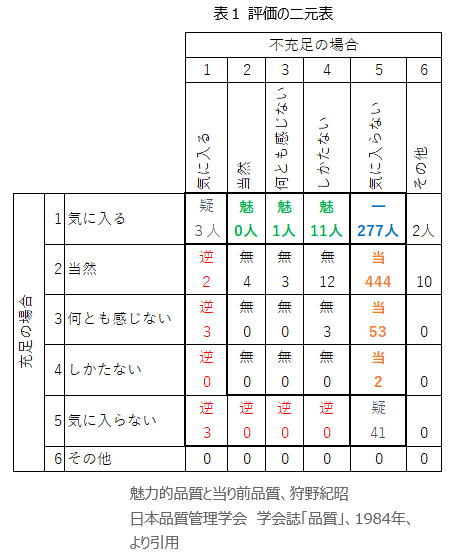 表1 評価の二元表
不充足の場合
1 2 3 4 5 6
気に入る 当然 何とも感じない しかたない 気に入らない その他
充足の場合
1 気に入る 疑 魅 魅 魅 一
3人 0人 1人 11人 277人 2人
2 当然 逆 無 無 無 当
2 4 3 12 444 10
3 何とも感じない 逆 無 無 無 当
3 0 0 3 53 0
4 しかたない 逆 無 無 無 当
0 0 0 0 2 0
5 気に入らない 逆 逆 逆 逆 疑
3 0 0 0 41 0
6 その他 0 0 0 0 0 0
魅力的品質と当り前品質、狩野紀昭
日本品質管理学会 学会誌「品質」、1984年、
より引用